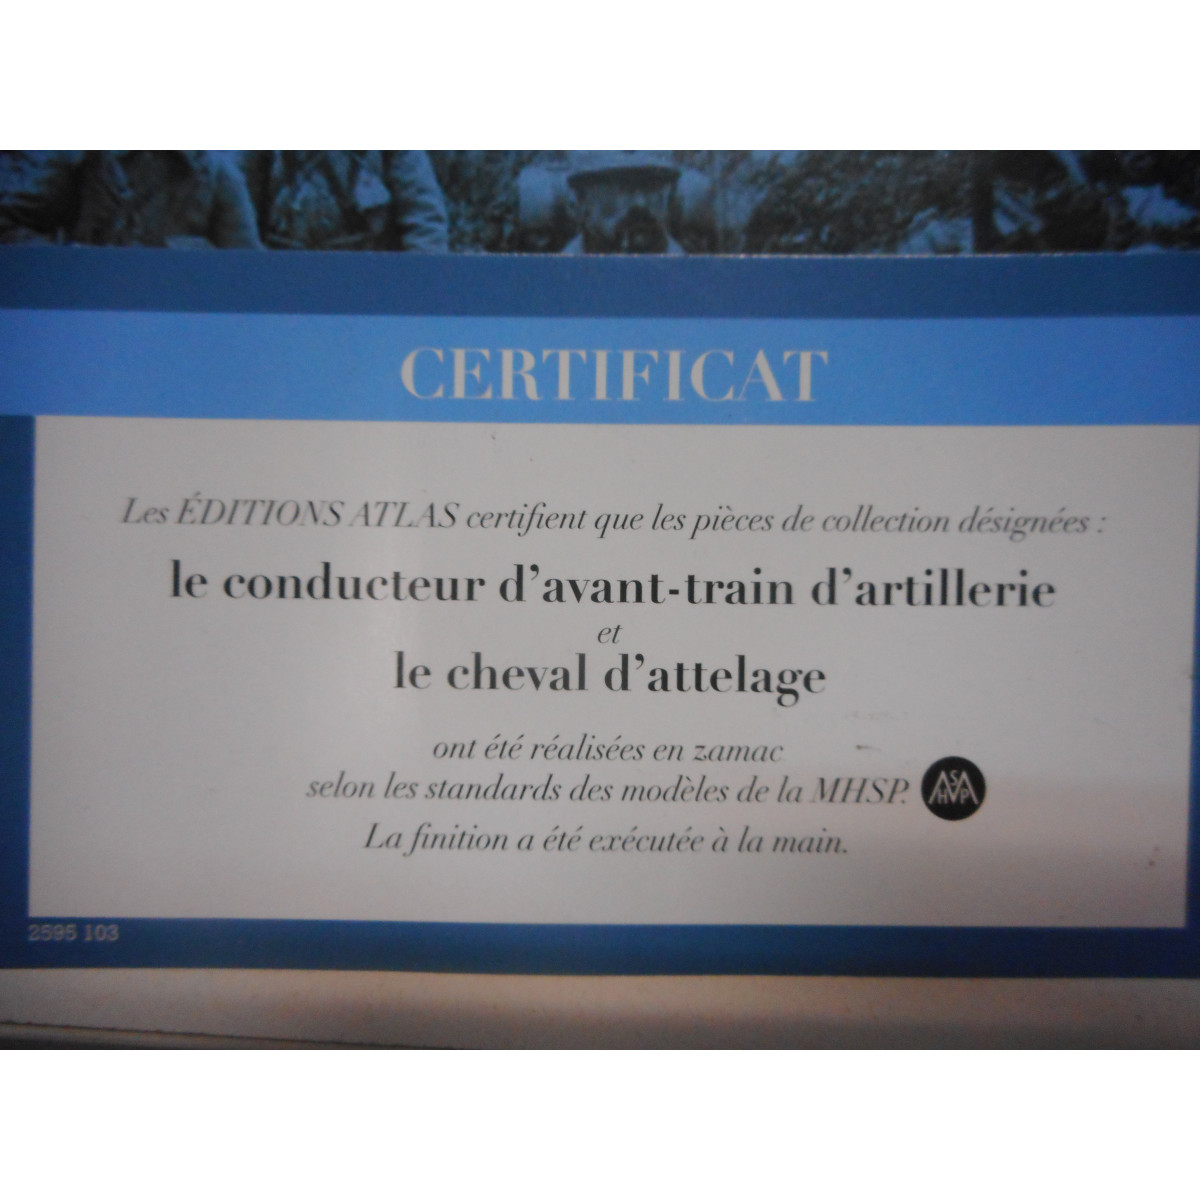 CERTIFICAT
Les ÉDITIONS ATLAS certifient que les pièces de collection désignées :
le conducteur d'avant-train d'artillerie
et
le cheval d'attelage
ont été réalisées en zamac
selon les standards des modèles de la MHSP.
La finition a été exécutée à la main.
2595 103